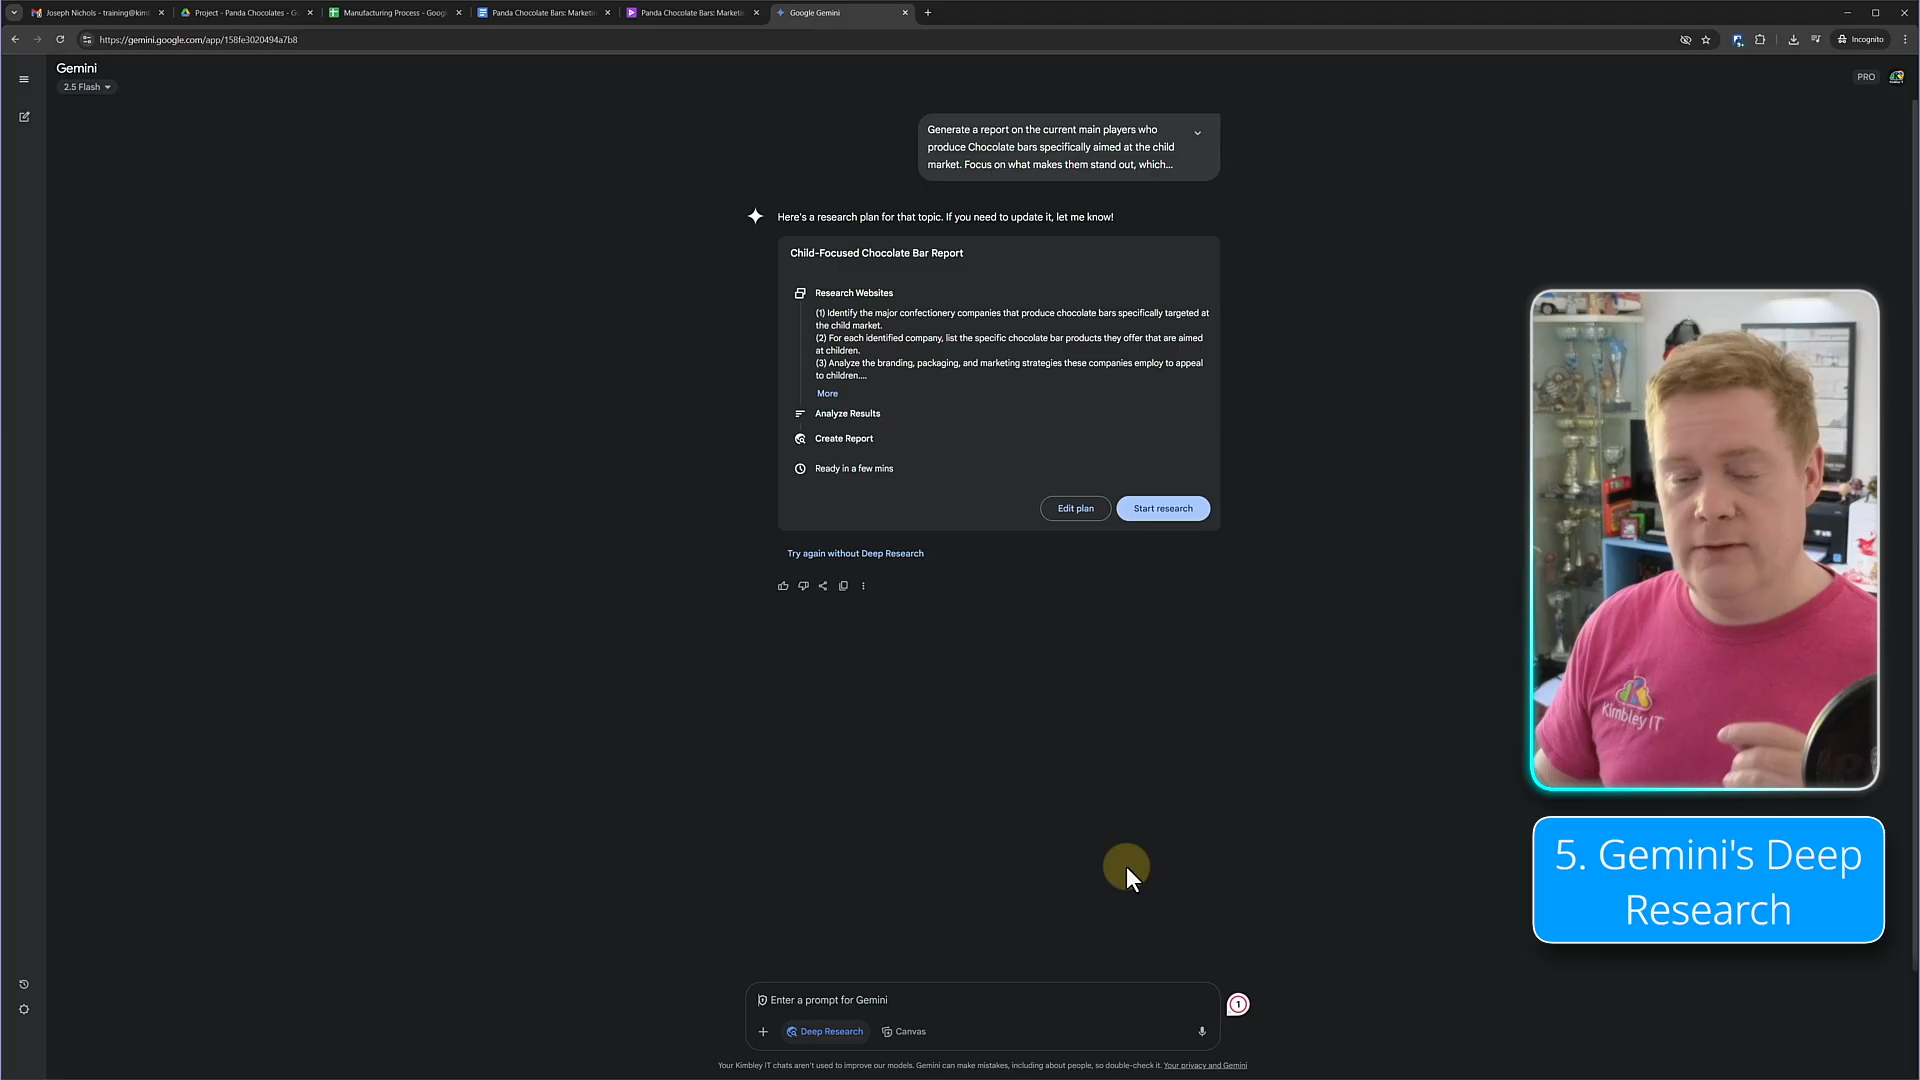 Joseph Nichols - training@kiml
Project - Panda Chocolates - G
Manufacturing Process - Googl
Panda Chocolate Bars: Marketin
Panda Chocolate Bars: Marketin
Google Gemini
https://gemini.google.com/app/158fe3020494a7b8
Incognito
Gemini
2.5 Flash
PRO
Generate a report on the current main players who
produce Chocolate bars specifically aimed at the child
market. Focus on what makes them stand out, which...
Here's a research plan for that topic. If you need to update it, let me know!
Child-Focused Chocolate Bar Report
Research Websites
(1) Identify the major confectionery companies that produce chocolate bars specifically targeted at
the child market.
(2) For each identified company, list the specific chocolate bar products they offer that are aimed
at children.
(3) Analyze the branding, packaging, and marketing strategies these companies employ to appeal
to children....
More
Analyze Results
Create Report
Ready in a few mins
Edit plan
Start research
Try again without Deep Research
Kimbley IT
5. Gemini's Deep
Research
Enter a prompt for Gemini
1
Deep Research
Canvas
Your Kimbley IT chats aren't used to improve our models. Gemini can make mistakes, including about people, so double-check it. Your privacy and Gemini